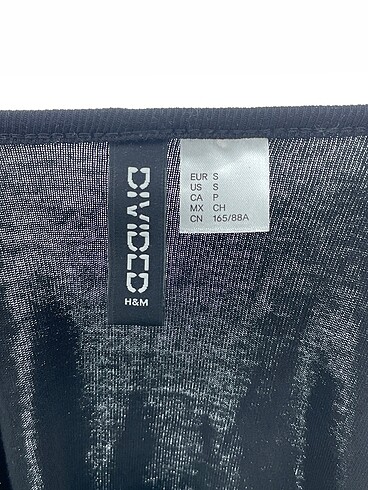 DIVIDED
H&M
EUR S
US S
CA P
MX CH
CN 165/88A